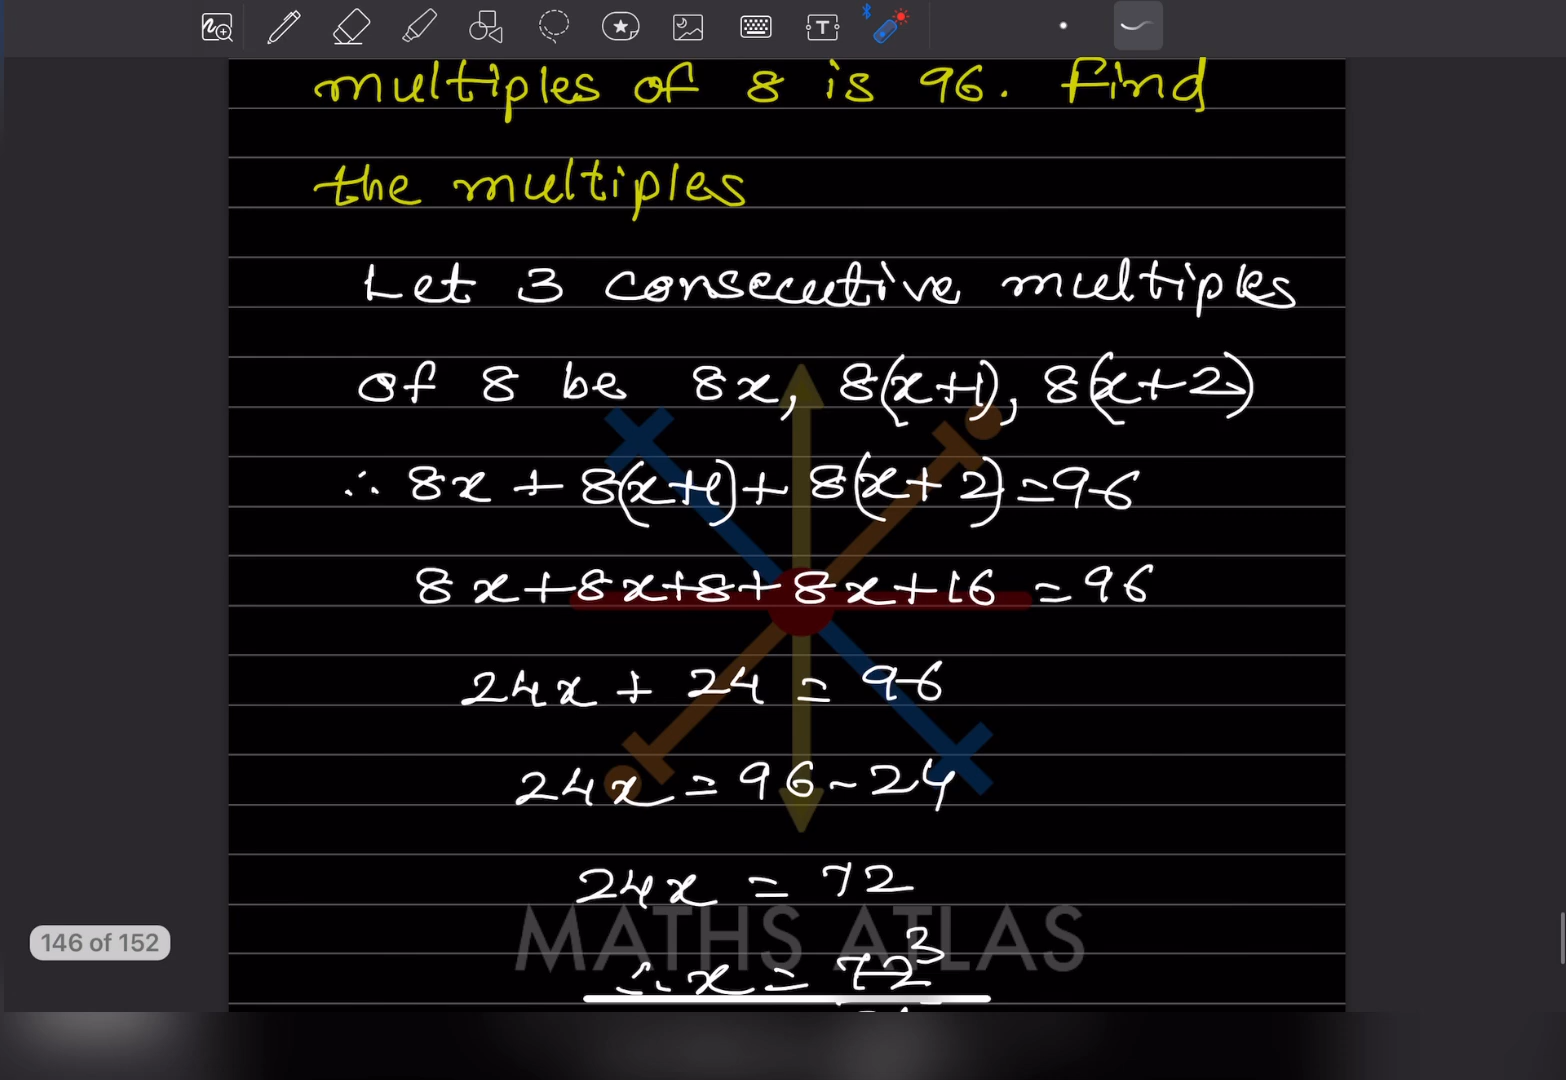 multiples of 8 is 96. Find
the multiples
Let 3 consecutive multiples
of 8 be 8x, 8(x+1), 8(x+2)
∴ 8x + 8(x+1) + 8(x+2) = 96
8x+8x+8+8x+16 = 96
24x + 24 = 96
24x = 96-24
24x = 72
MATHS ATLAS
∴ x = 72 3
146 of 152